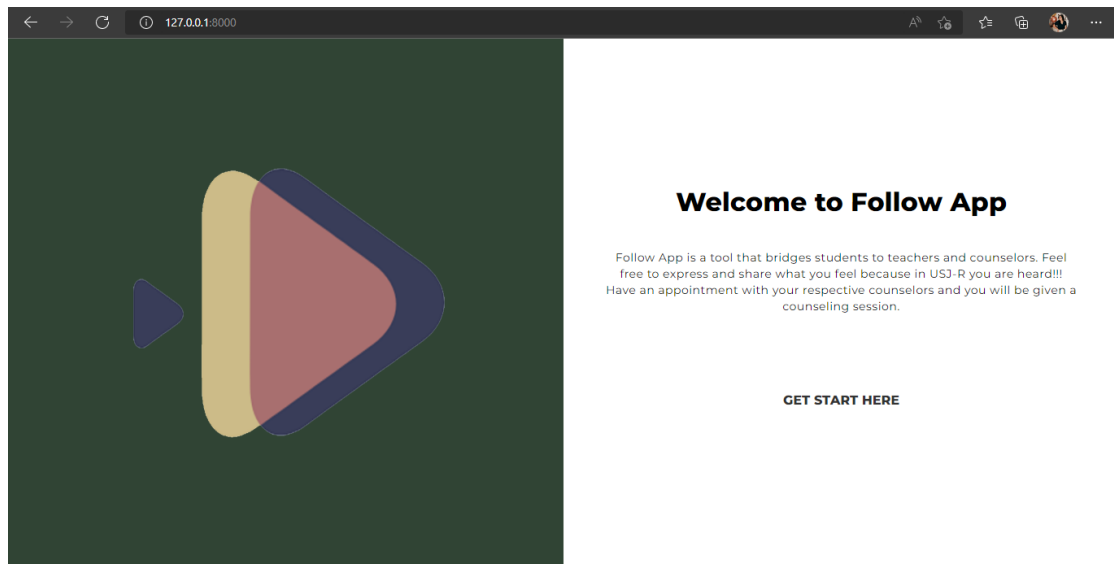 127.0.0.1:8000
Welcome to Follow App
Follow App is a tool that bridges students to teachers and counselors. Feel
free to express and share what you feel because in USJ-R you are heard!!!
Have an appointment with your respective counselors and you will be given a
counseling session.
GET START HERE